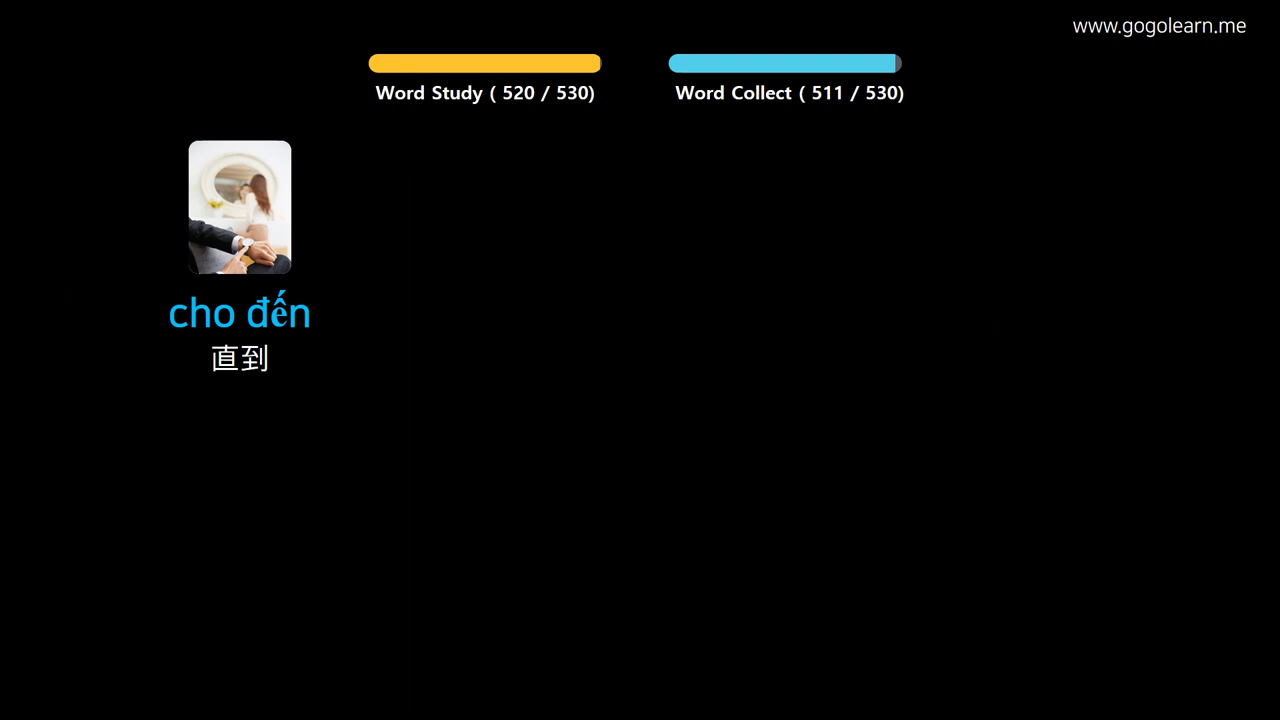 www.gogolearn.me
Word Study ( 520 / 530)
Word Collect ( 511 / 530)
cho đến
直到